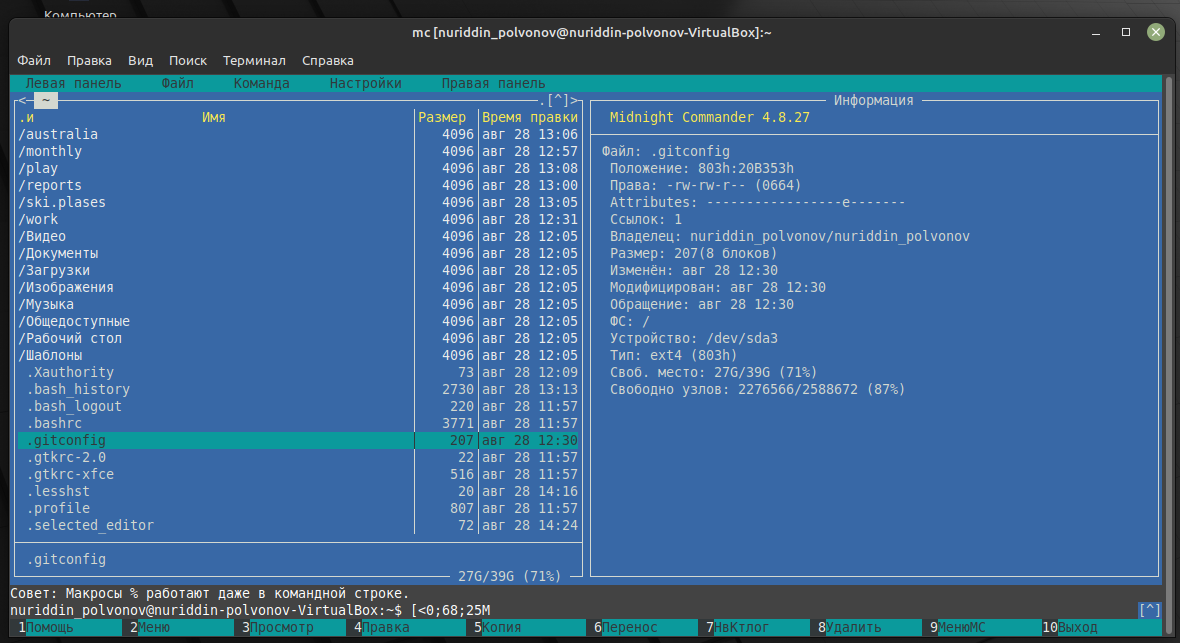 Компьютер
mc [nuriddin_polvonov@nuriddin-polvonov-VirtualBox]:~
Файл Правка Вид Поиск Терминал Справка
Левая панель Файл Команда Настройки Правая панель
<─ ~ .[^]>
.и Имя Размер Время правки
/australia 4096 авг 28 13:06
/monthly 4096 авг 28 12:57
/play 4096 авг 28 13:08
/reports 4096 авг 28 13:00
/ski.plases 4096 авг 28 13:05
/work 4096 авг 28 12:31
/Видео 4096 авг 28 12:05
/Документы 4096 авг 28 12:05
/Загрузки 4096 авг 28 12:05
/Изображения 4096 авг 28 12:05
/Музыка 4096 авг 28 12:05
/Общедоступные 4096 авг 28 12:05
/Рабочий стол 4096 авг 28 12:05
/Шаблоны 4096 авг 28 12:05
.Xauthority 73 авг 28 12:09
.bash_history 2730 авг 28 13:13
.bash_logout 220 авг 28 11:57
.bashrc 3771 авг 28 11:57
.gitconfig 207 авг 28 12:30
.gtkrc-2.0 22 авг 28 11:57
.gtkrc-xfce 516 авг 28 11:57
.lesshst 20 авг 28 14:16
.profile 807 авг 28 11:57
.selected_editor 72 авг 28 14:24
.gitconfig
27G/39G (71%)
Информация
Midnight Commander 4.8.27
Файл: .gitconfig
Положение: 803h:20B353h
Права: -rw-rw-r-- (0664)
Attributes: -----------------e-------
Ссылок: 1
Владелец: nuriddin_polvonov/nuriddin_polvonov
Размер: 207(8 блоков)
Изменён: авг 28 12:30
Модифицирован: авг 28 12:30
Обращение: авг 28 12:30
ФС: /
Устройство: /dev/sda3
Тип: ext4 (803h)
Своб. место: 27G/39G (71%)
Свободно узлов: 2276566/2588672 (87%)
Совет: Макросы % работают даже в командной строке.
nuriddin_polvonov@nuriddin-polvonov-VirtualBox:~$ [<0;68;25M [^]
1Помощь 2Меню 3Просмотр 4Правка 5Копия 6Перенос 7НвКтлог 8Удалить 9МенюМС 10Выход